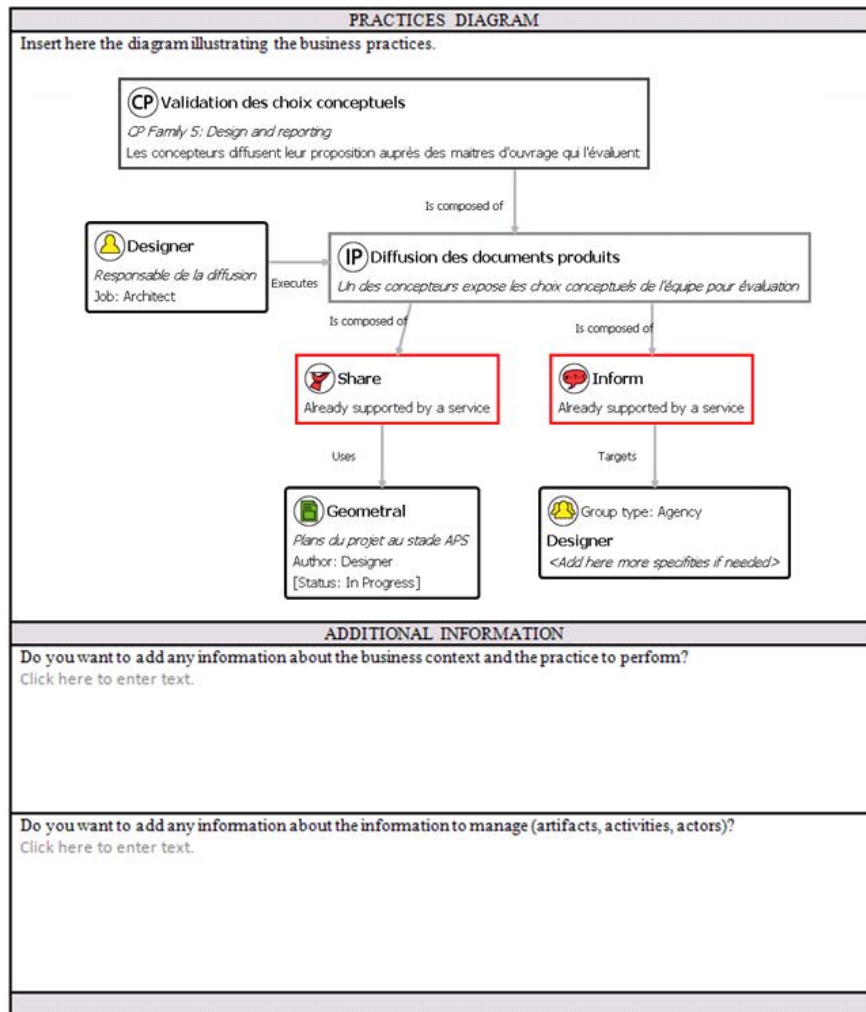 PRACTICES DIAGRAM
Insert here the diagram illustrating the business practices.
CP Validation des choix conceptuels
CP Family 5: Design and reporting
Les concepteurs diffusent leur proposition auprès des maitres d'ouvrage qui l'évaluent
Is composed of
Designer
Responsable de la diffusion
Job: Architect
Executes
IP Diffusion des documents produits
Un des concepteurs expose les choix conceptuels de l'équipe pour évaluation
Is composed of
Is composed of
Share
Already supported by a service
Inform
Already supported by a service
Uses
Targets
Geometral
Plans du projet au stade APS
Author: Designer
[Status: In Progress]
Group type: Agency
Designer
<Add here more specifities if needed>
ADDITIONAL INFORMATION
Do you want to add any information about the business context and the practice to perform?
Click here to enter text.
Do you want to add any information about the information to manage (artifacts, activities, actors)?
Click here to enter text.